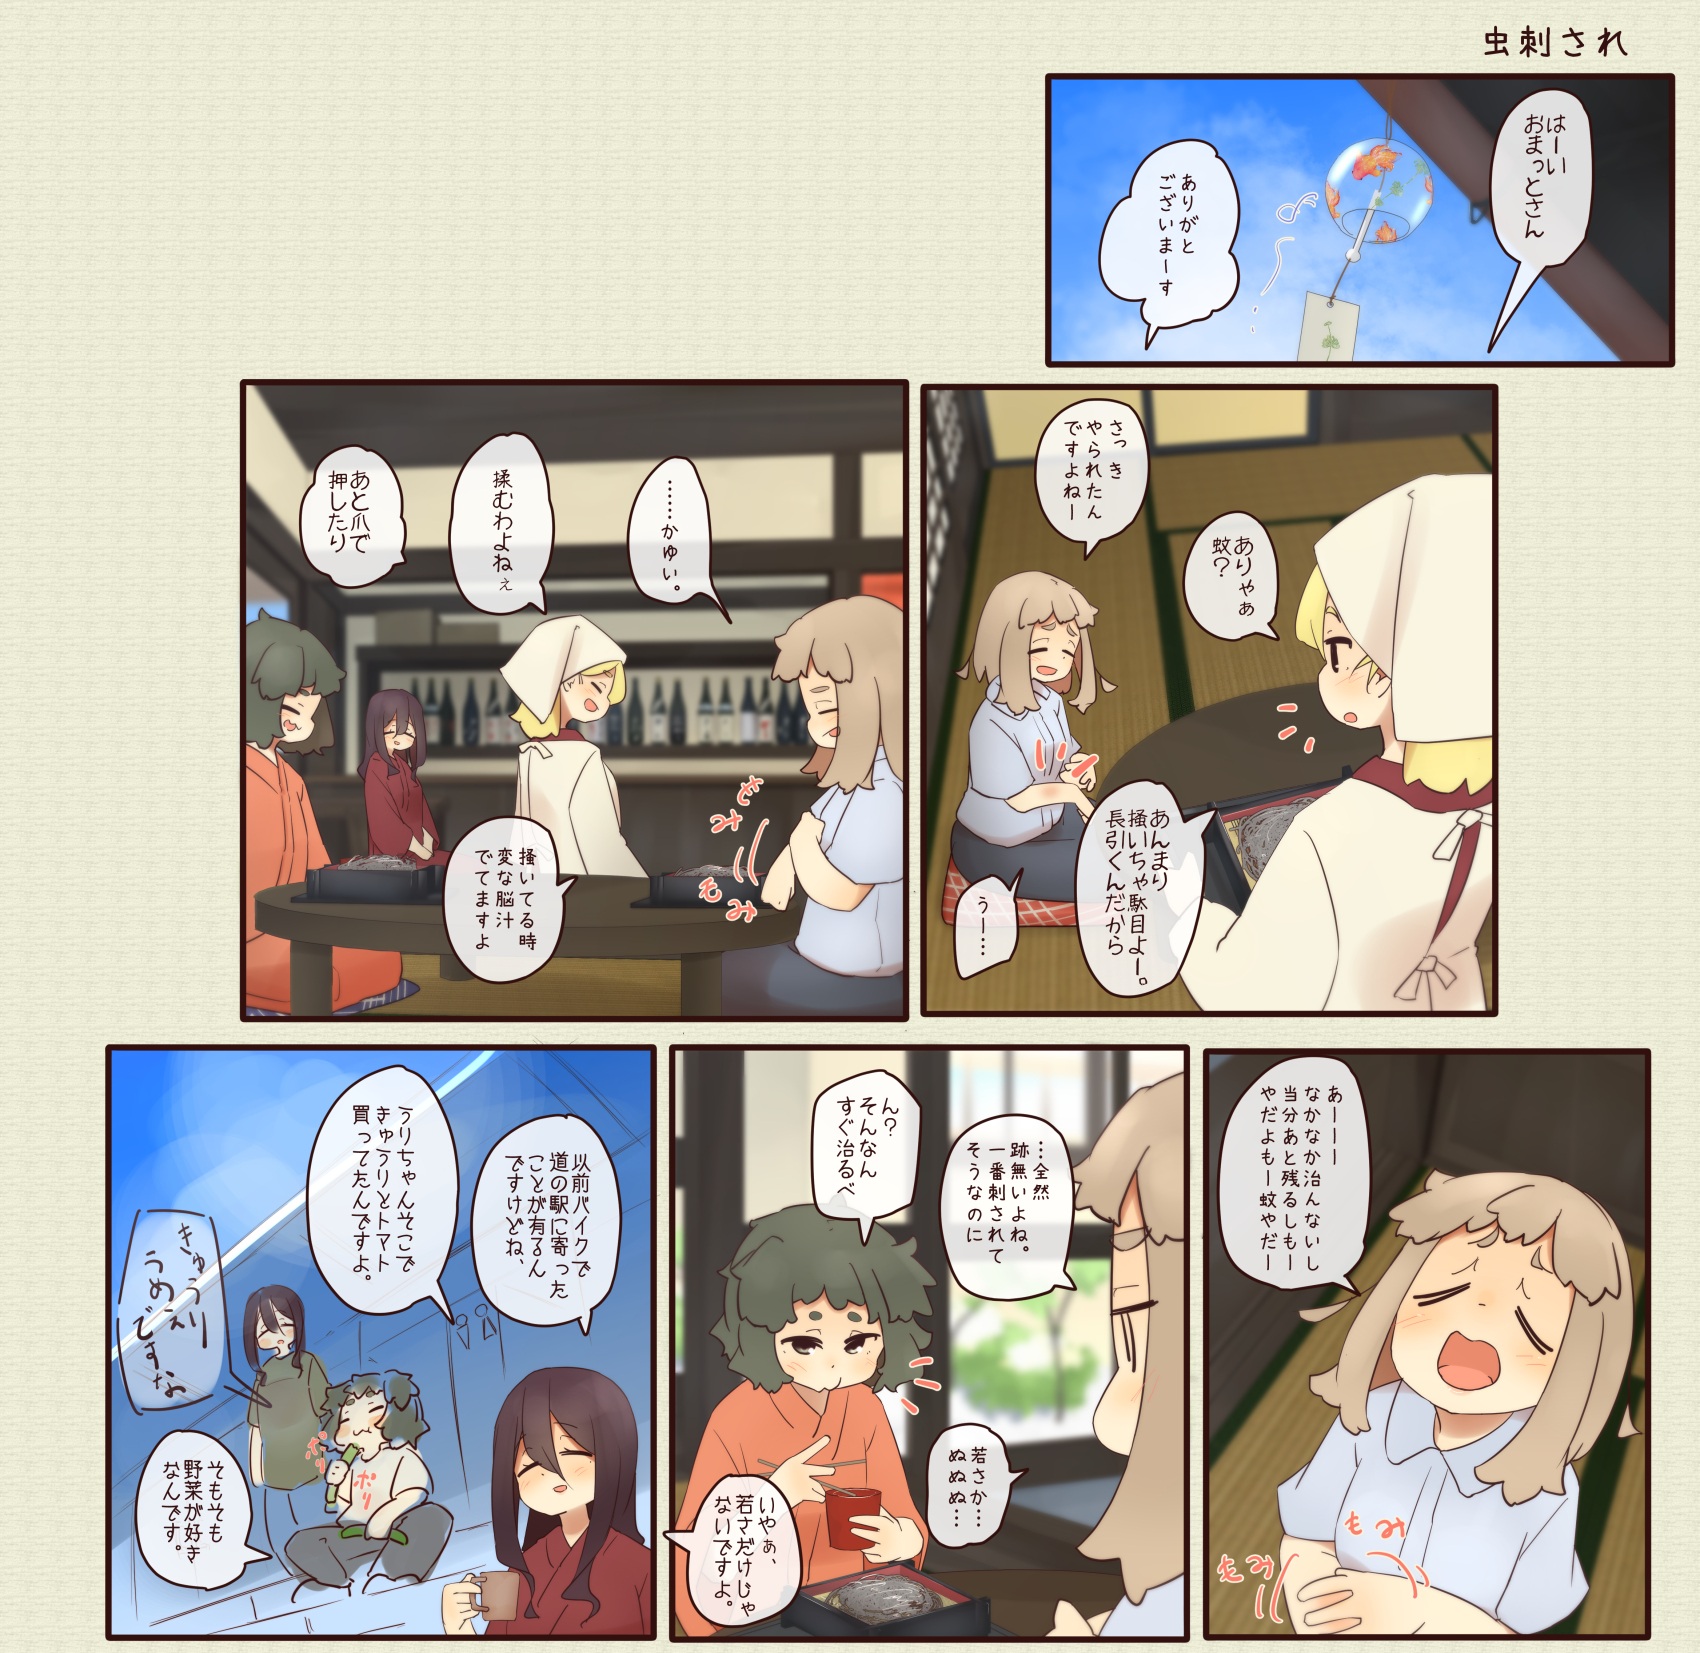 虫刺され
はーい
おまっとさん
ありがと
ございまーす
さっき
やられたん
ですよねー
ありゃぁ
蚊?
あんまり
掻いちゃ駄目よー。
長引くんだから
うー…
……かゆい。
揉むわよねぇ
あと爪で
押したり
もみ
もみ
掻いてる時
変な脳汁
でてますよ
あーーー
なかなか治んないし
当分あと残るしもー
やだよもー蚊やだー
もみ
もみ
…全然
跡無いよね。
一番刺されて
そうなのに
ん?
そんなん
すぐ治るべ
若さか…
ぬぬぬ…
いやぁ、
若さだけじゃ
ないですよ。
以前バイクで
道の駅に寄った
ことが有るん
ですけどね、
うりちゃんそこで
きゅうりとトマト
買ってたんですよ。
きゅうり
うめぇ
ですな
ポリ
ポリ
そもそも
野菜が好き
なんです。